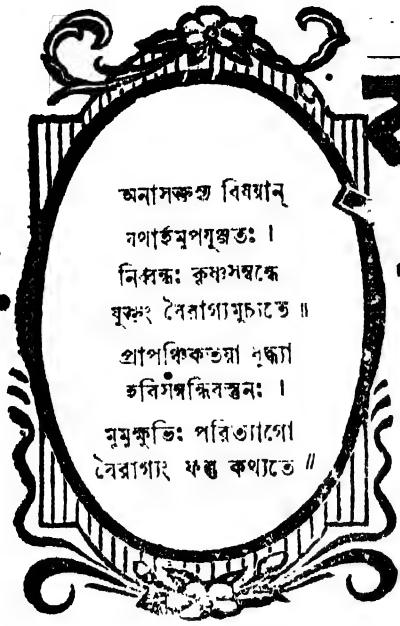 অনাসক্তস্য বিষয়ান্
যথার্হমুপযুঞ্জতঃ ।
নির্ব্বন্ধঃ কৃষ্ণসম্বন্ধে
যুক্তং বৈরাগ্যমুচ্যতে ॥
প্রাপঞ্চিকতয়া বুদ্ধ্যা
হরিসম্বন্ধিবস্তুনঃ ।
মুমুক্ষুভিঃ পরিত্যাগো
বৈরাগ্যং ফল্গু কথ্যতে ॥